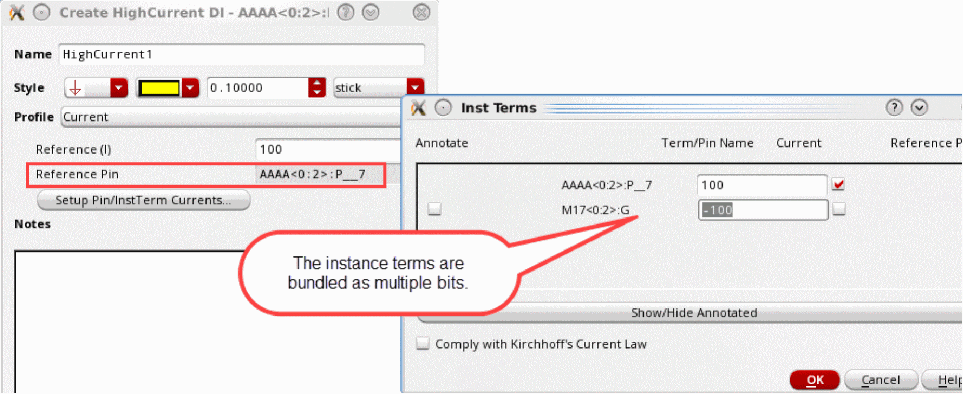 Create HighCurrent DI - AAAA<0:2>:
Name HighCurrent1
Style 0.10000 stick
Profile Current
Reference (I) 100
Reference Pin AAAA<0:2>:P__7
Setup Pin/InstTerm Currents...
Notes
Inst Terms
Annotate Term/Pin Name Current Reference P
AAAA<0:2>:P__7 100
M17<0:2>:G -100
The instance terms are
bundled as multiple bits.
Show/Hide Annotated
Comply with Kirchhoff's Current Law
OK Cancel Help